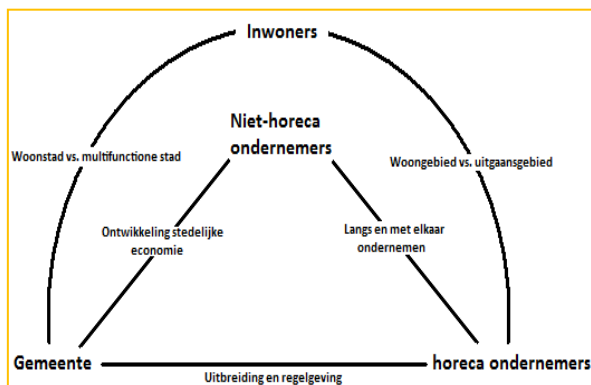 Inwoners
Niet-horeca
ondernemers
Woonstad vs. multifunctione stad
Woongebied vs. uitgaansgebied
Ontwikkeling stedelijke
economie
Langs en met elkaar
ondernemen
Gemeente
horeca ondernemers
Uitbreiding en regelgeving